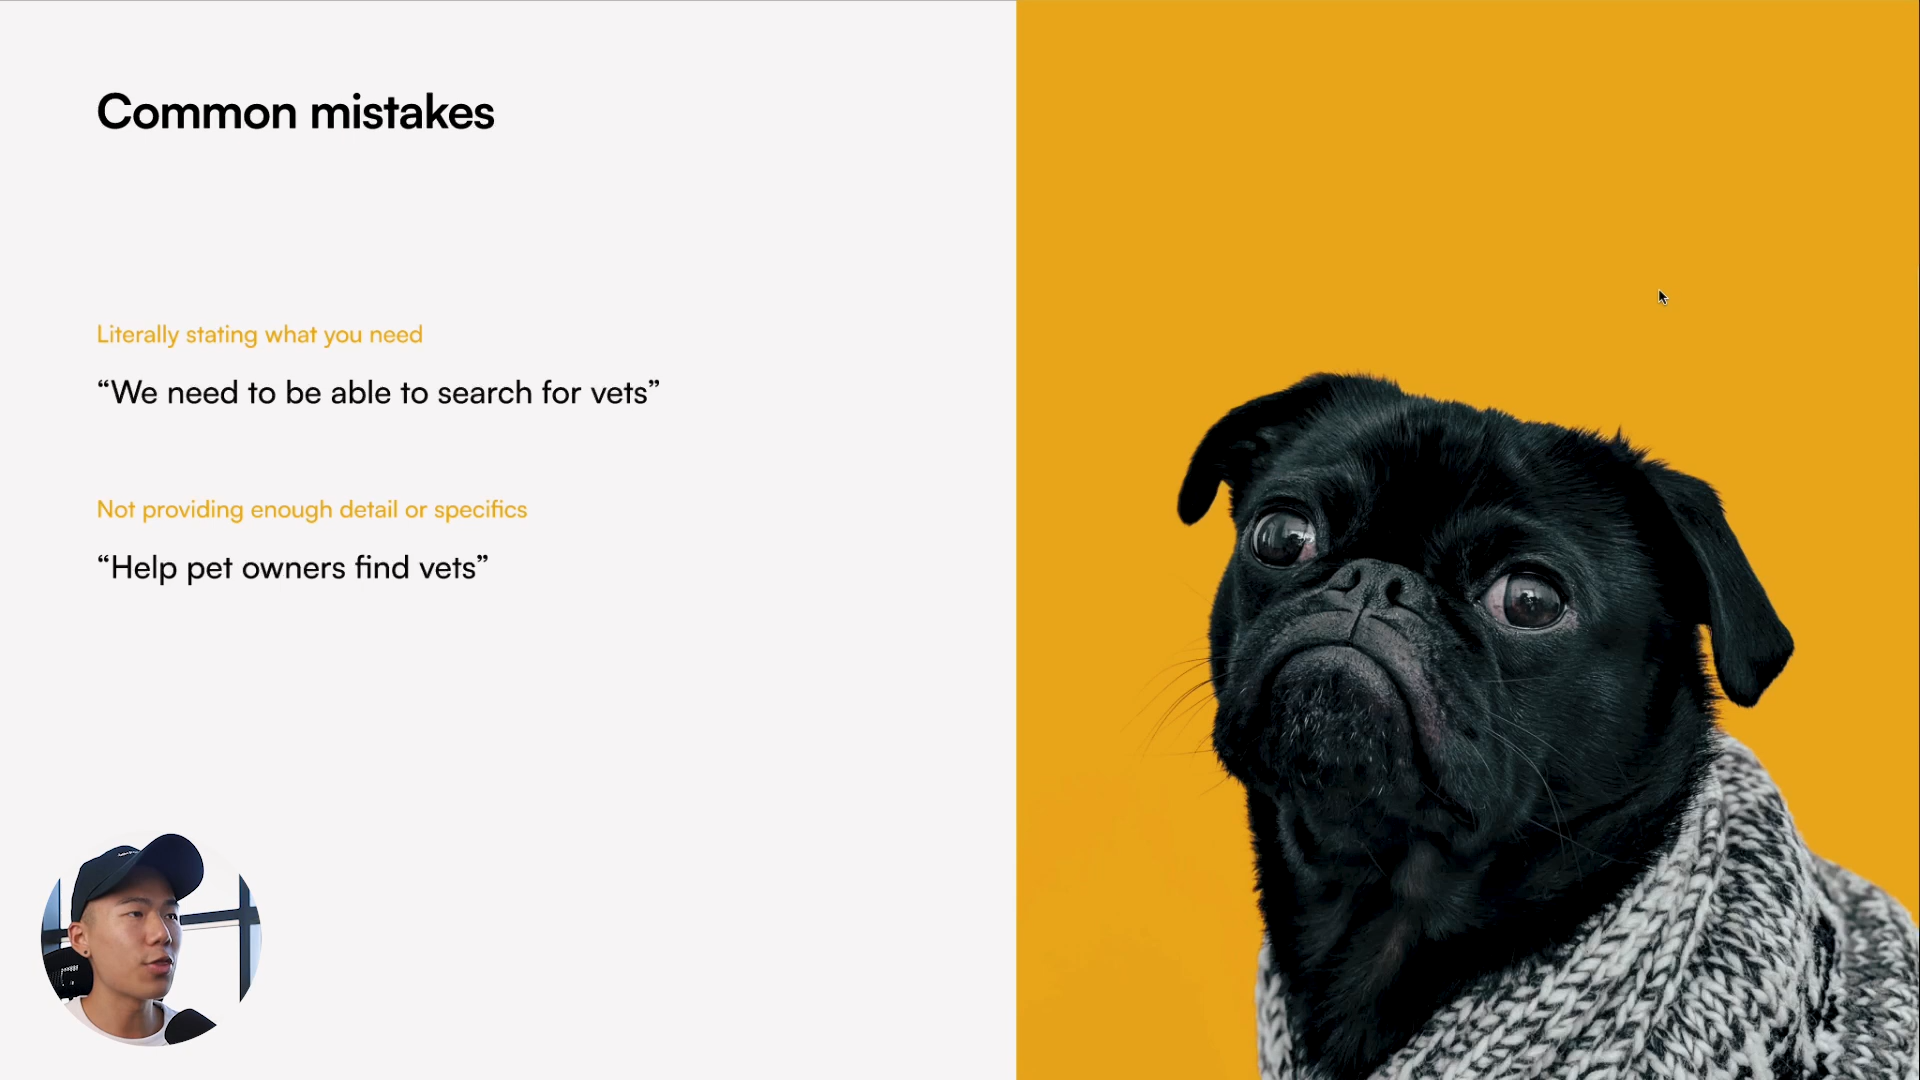 Common mistakes
Literally stating what you need
“We need to be able to search for vets”
Not providing enough detail or specifics
“Help pet owners find vets”